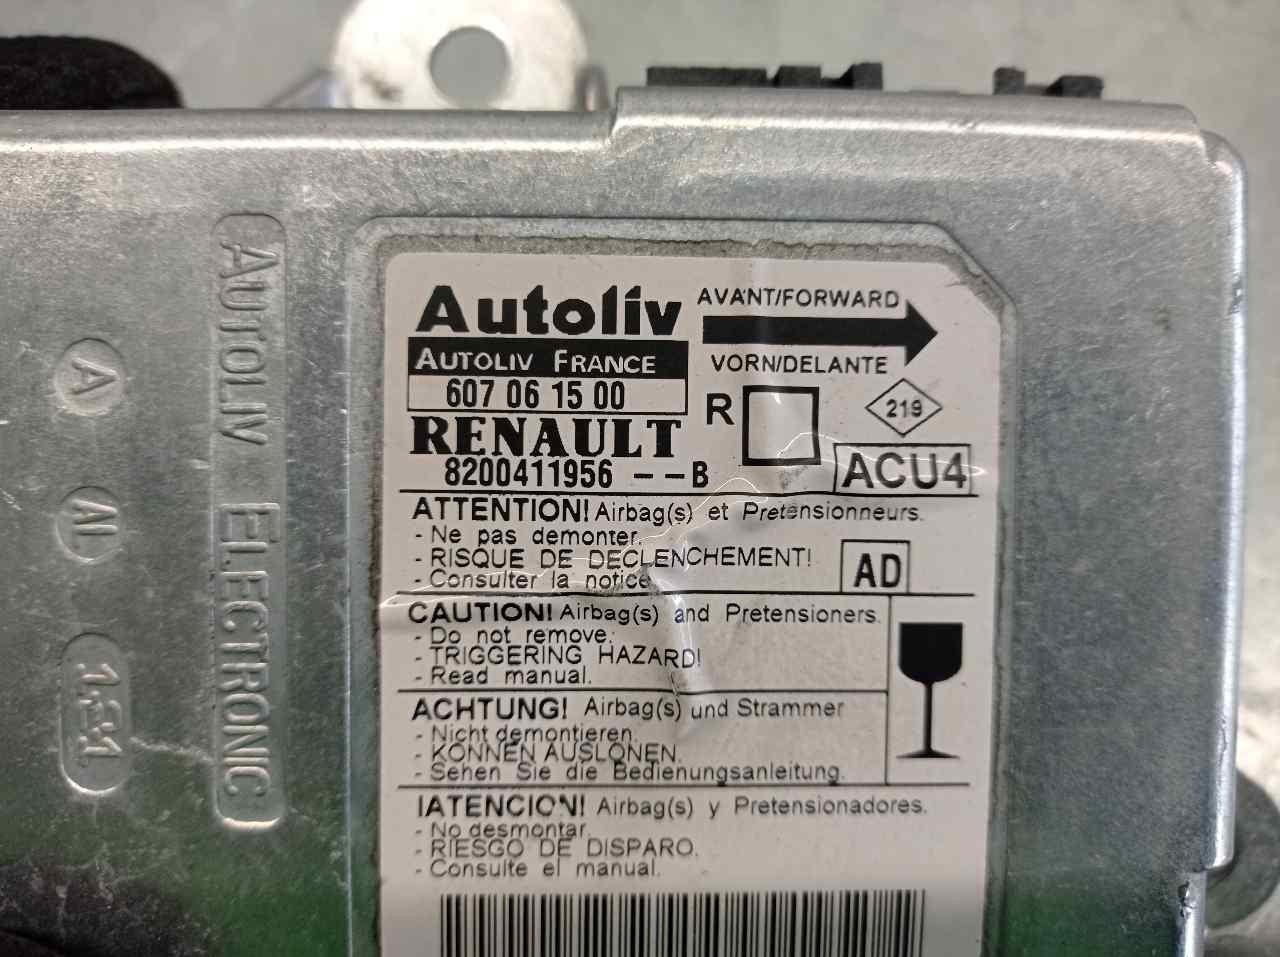 Autoliv
AUTOLIV FRANCE
607 06 15 00
RENAULT
8200411956 --B
AVANT/FORWARD
VORN/DELANTE
R
219
ACU4
ATTENTION! Airbag(s) et Pretensionneurs.
- Ne pas demonter.
- RISQUE DE DECLENCHEMENT!
- Consulter la notice
AD
CAUTION! Airbag(s) and Pretensioners.
- Do not remove.
- TRIGGERING HAZARD!
- Read manual.
ACHTUNG! Airbag(s) und Strammer
- Nicht demontieren.
- KONNEN AUSLONEN.
- Sehen Sie die Bedienungsanleitung.
IATENCION! Airbag(s) y Pretensionadores.
- No desmontar.
- RIESGO DE DISPARO.
- Consulte el manual.
AUTOLIV ELECTRONIC
A
AL